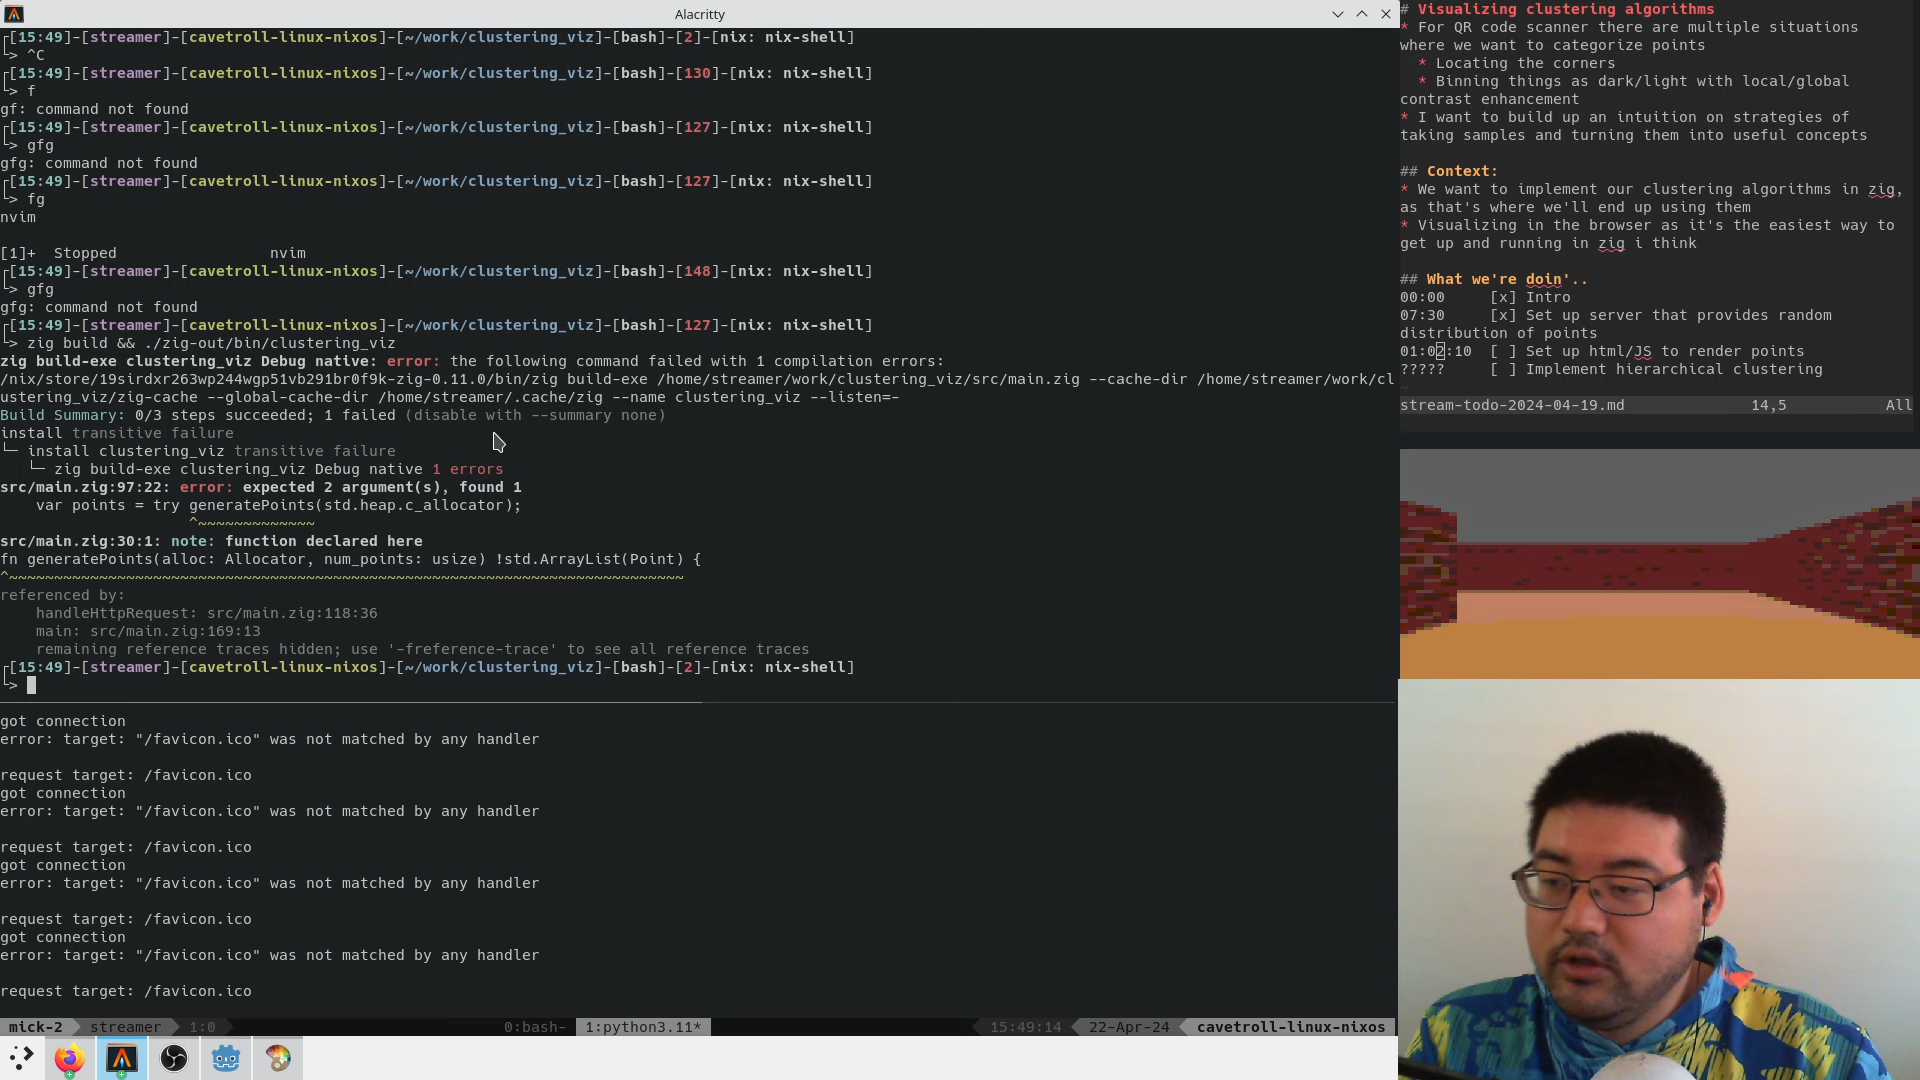 Alacritty
┌[15:49]-[streamer]-[cavetroll-linux-nixos]-[~/work/clustering_viz]-[bash]-[2]-[nix: nix-shell]
└> ^C
┌[15:49]-[streamer]-[cavetroll-linux-nixos]-[~/work/clustering_viz]-[bash]-[130]-[nix: nix-shell]
└> f
gf: command not found
┌[15:49]-[streamer]-[cavetroll-linux-nixos]-[~/work/clustering_viz]-[bash]-[127]-[nix: nix-shell]
└> gfg
gfg: command not found
┌[15:49]-[streamer]-[cavetroll-linux-nixos]-[~/work/clustering_viz]-[bash]-[127]-[nix: nix-shell]
└> fg
nvim
[1]+  Stopped                 nvim
┌[15:49]-[streamer]-[cavetroll-linux-nixos]-[~/work/clustering_viz]-[bash]-[148]-[nix: nix-shell]
└> gfg
gfg: command not found
┌[15:49]-[streamer]-[cavetroll-linux-nixos]-[~/work/clustering_viz]-[bash]-[127]-[nix: nix-shell]
└> zig build && ./zig-out/bin/clustering_viz
zig build-exe clustering_viz Debug native: error: the following command failed with 1 compilation errors:
/nix/store/19sirdxr263wp244wgp51vb291br0f9k-zig-0.11.0/bin/zig build-exe /home/streamer/work/clustering_viz/src/main.zig --cache-dir /home/streamer/work/cl
ustering_viz/zig-cache --global-cache-dir /home/streamer/.cache/zig --name clustering_viz --listen=-
Build Summary: 0/3 steps succeeded; 1 failed (disable with --summary none)
install transitive failure
└─ install clustering_viz transitive failure
   └─ zig build-exe clustering_viz Debug native 1 errors
src/main.zig:97:22: error: expected 2 argument(s), found 1
    var points = try generatePoints(std.heap.c_allocator);
                     ^~~~~~~~~~~~~~
src/main.zig:30:1: note: function declared here
fn generatePoints(alloc: Allocator, num_points: usize) !std.ArrayList(Point) {
^~~~~~~~~~~~~~~~~~~~~~~~~~~~~~~~~~~~~~~~~~~~~~~~~~~~~~~~~~~~~~~~~~~~~~~~~~~~
referenced by:
    handleHttpRequest: src/main.zig:118:36
    main: src/main.zig:169:13
    remaining reference traces hidden; use '-freference-trace' to see all reference traces
┌[15:49]-[streamer]-[cavetroll-linux-nixos]-[~/work/clustering_viz]-[bash]-[2]-[nix: nix-shell]
└>
got connection
error: target: "/favicon.ico" was not matched by any handler
request target: /favicon.ico
got connection
error: target: "/favicon.ico" was not matched by any handler
request target: /favicon.ico
got connection
error: target: "/favicon.ico" was not matched by any handler
request target: /favicon.ico
got connection
error: target: "/favicon.ico" was not matched by any handler
request target: /favicon.ico
mick-2 streamer 1:0 0:bash- 1:python3.11* 15:49:14 22-Apr-24 cavetroll-linux-nixos
# Visualizing clustering algorithms
* For QR code scanner there are multiple situations
where we want to categorize points
  * Locating the corners
  * Binning things as dark/light with local/global
contrast enhancement
* I want to build up an intuition on strategies of
taking samples and turning them into useful concepts
## Context:
* We want to implement our clustering algorithms in zig,
as that's where we'll end up using them
* Visualizing in the browser as it's the easiest way to
get up and running in zig i think
## What we're doin'..
00:00     [x] Intro
07:30     [x] Set up server that provides random
distribution of points
01:02:10  [ ] Set up html/JS to render points
?????     [ ] Implement hierarchical clustering
~
stream-todo-2024-04-19.md              14,5           All